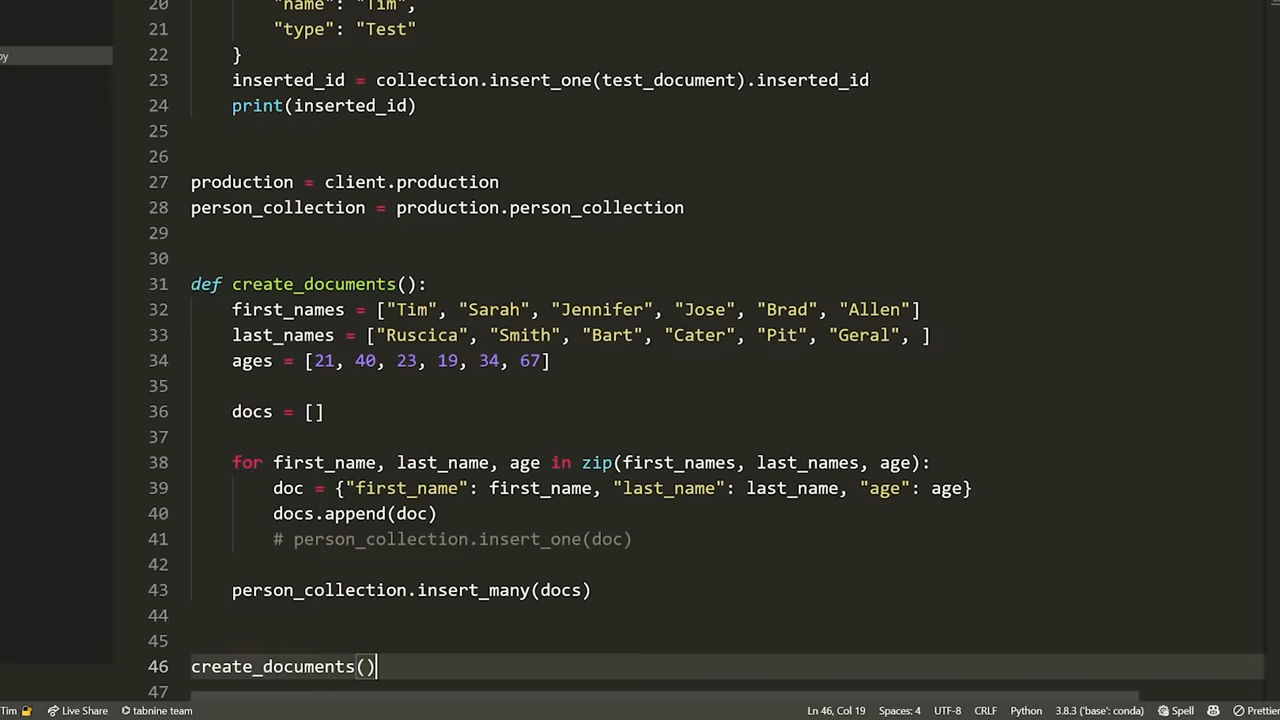 20 "name": "Tim",
21 "type": "Test"
22 }
23 inserted_id = collection.insert_one(test_document).inserted_id
24 print(inserted_id)
25
26
27 production = client.production
28 person_collection = production.person_collection
29
30
31 def create_documents():
32 first_names = ["Tim", "Sarah", "Jennifer", "Jose", "Brad", "Allen"]
33 last_names = ["Ruscica", "Smith", "Bart", "Cater", "Pit", "Geral", ]
34 ages = [21, 40, 23, 19, 34, 67]
35
36 docs = []
37
38 for first_name, last_name, age in zip(first_names, last_names, age):
39 doc = {"first_name": first_name, "last_name": last_name, "age": age}
40 docs.append(doc)
41 # person_collection.insert_one(doc)
42
43 person_collection.insert_many(docs)
44
45
46 create_documents()
47
py
Tim Live Share tabnine team Ln 46, Col 19 Spaces: 4 UTF-8 CRLF Python 3.8.3 ('base': conda) Spell Prettier